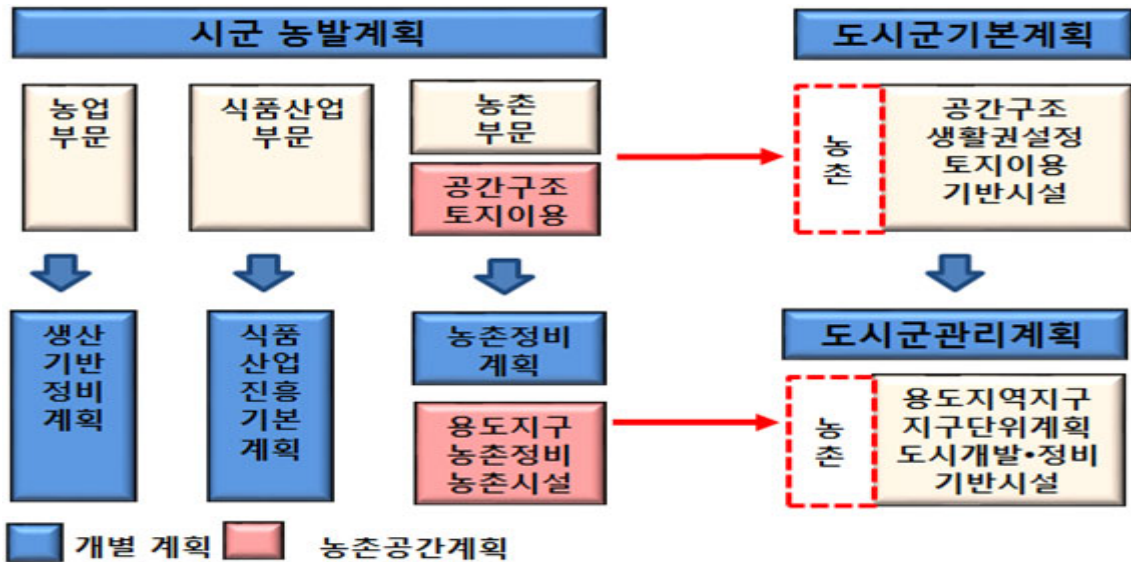 시군 농발계획
도시군기본계획
농업
부문
식품산업
부문
농촌
부문
공간구조
토지이용
농
촌
공간구조
생활권설정
토지이용
기반시설
생산
기반
정비
계획
식품
산업
진흥
기본
계획
농촌정비
계획
용도지구
농촌정비
농촌시설
도시군관리계획
농
촌
용도지역지구
지구단위계획
도시개발•정비
기반시설
개별 계획
농촌공간계획